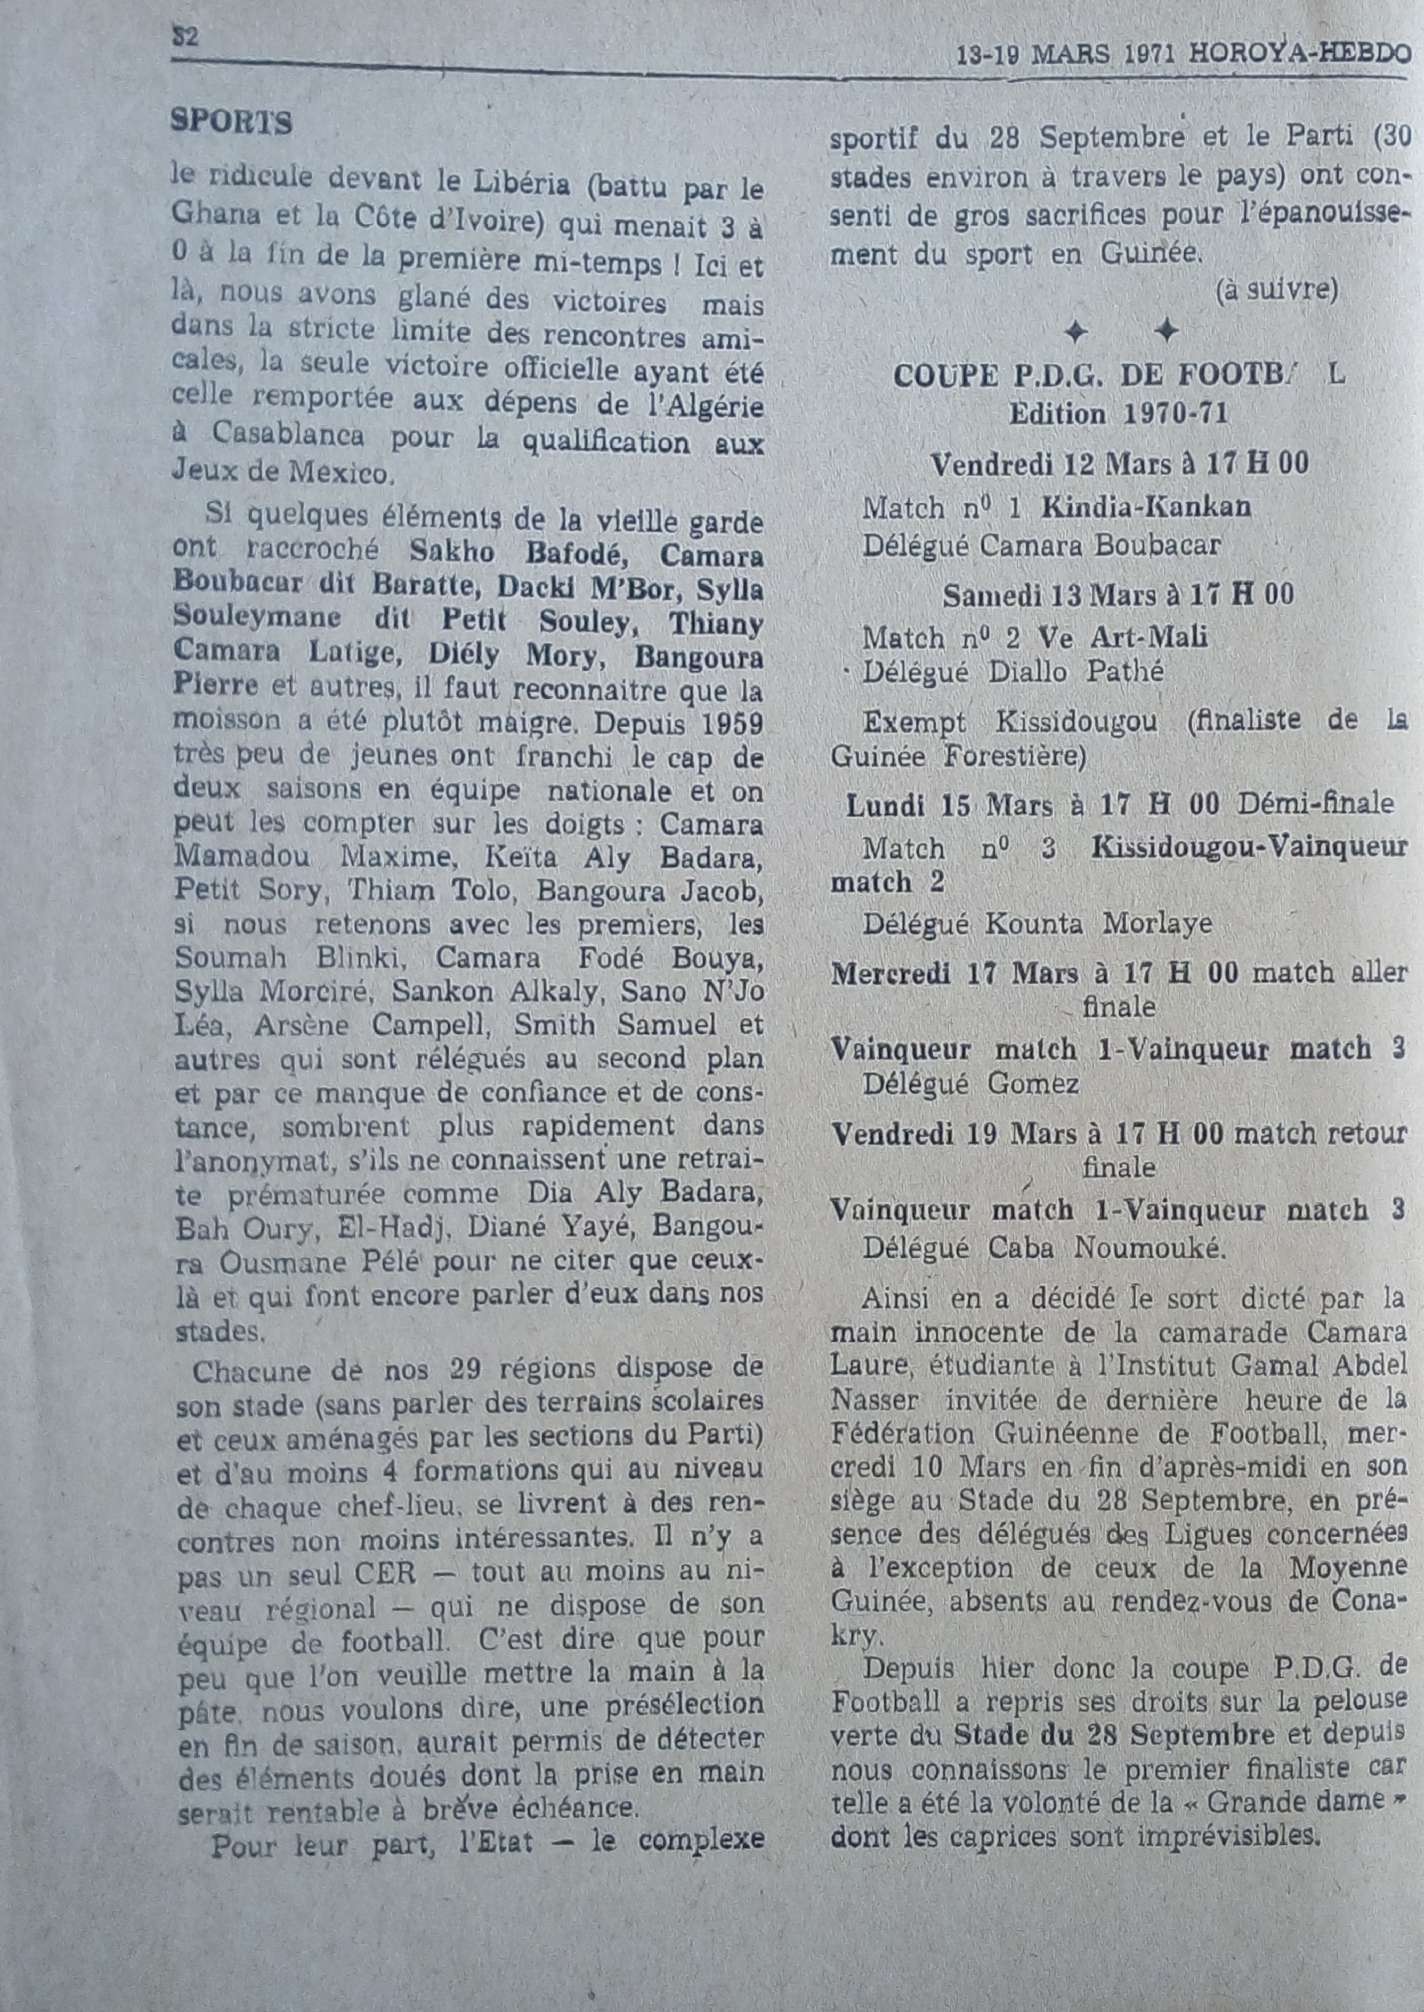 32
13-19 MARS 1971 HOROYA-HEBDO
SPORTS
le ridicule devant le Libéria (battu par le
Ghana et la Côte d'Ivoire) qui menait 3 à
0 à la fin de la première mi-temps ! Ici et
là, nous avons glané des victoires mais
dans la stricte limite des rencontres ami-
cales, la seule victoire officielle ayant été
celle remportée aux dépens de l'Algérie
à Casablanca pour la qualification aux
Jeux de Mexico.
Si quelques éléments de la vieille garde
ont raccroché Sakho Bafodé, Camara
Boubacar dit Baratte, Dacki M'Bor, Sylla
Souleymane dit Petit Souley, Thiany
Camara Latige, Diély Mory, Bangoura
Pierre et autres, il faut reconnaitre que la
moisson a été plutôt maigre. Depuis 1959
très peu de jeunes ont franchi le cap de
deux saisons en équipe nationale et on
peut les compter sur les doigts : Camara
Mamadou Maxime, Keïta Aly Badara,
Petit Sory, Thiam Tolo, Bangoura Jacob,
si nous retenons avec les premiers, les
Soumah Blinki, Camara Fodé Bouya,
Sylla Morciré, Sankon Alkaly, Sano N'Jo
Léa, Arsène Campell, Smith Samuel et
autres qui sont rélégués au second plan
et par ce manque de confiance et de cons-
tance, sombrent plus rapidement dans
l'anonymat, s'ils ne connaissent une retrai-
te prématurée comme Dia Aly Badara,
Bah Oury, El-Hadj, Diané Yayé, Bangou-
ra Ousmane Pélé pour ne citer que ceux-
là et qui font encore parler d'eux dans nos
stades.
Chacune de nos 29 régions dispose de
son stade (sans parler des terrains scolaires
et ceux aménagés par les sections du Parti)
et d'au moins 4 formations qui au niveau
de chaque chef-lieu, se livrent à des ren-
contres non moins intéressantes. Il n'y a
pas un seul CER — tout au moins au ni-
veau régional — qui ne dispose de son
équipe de football. C'est dire que pour
peu que l'on veuille mettre la main à la
pâte, nous voulons dire, une présélection
en fin de saison, aurait permis de détecter
des éléments doués dont la prise en main
serait rentable à brève échéance.
Pour leur part, l'Etat — le complexe
sportif du 28 Septembre et le Parti (30
stades environ à travers le pays) ont con-
senti de gros sacrifices pour l'épanouisse-
ment du sport en Guinée.
(à suivre)
COUPE P.D.G. DE FOOTB L
Edition 1970-71
Vendredi 12 Mars à 17 H 00
Match n⁰ 1 Kindia-Kankan
Délégué Camara Boubacar
Samedi 13 Mars à 17 H 00
Match n⁰ 2 Ve Art-Mali
Délégué Diallo Pathé
Exempt Kissidougou (finaliste de la
Guinée Forestière)
Lundi 15 Mars à 17 H 00 Démi-finale
Match n⁰ 3 Kissidougou-Vainqueur
match 2
Délégué Kounta Morlaye
Mercredi 17 Mars à 17 H 00 match aller
finale
Vainqueur match 1-Vainqueur match 3
Délégué Gomez
Vendredi 19 Mars à 17 H 00 match retour
finale
Vainqueur match 1-Vainqueur match 3
Délégué Caba Noumouké.
Ainsi en a décidé le sort dicté par la
main innocente de la camarade Camara
Laure, étudiante à l'Institut Gamal Abdel
Nasser invitée de dernière heure de la
Fédération Guinéenne de Football, mer-
credi 10 Mars en fin d'après-midi en son
siège au Stade du 28 Septembre, en pré-
sence des délégués des Ligues concernées
à l'exception de ceux de la Moyenne
Guinée, absents au rendez-vous de Cona-
kry.
Depuis hier donc la coupe P.D.G. de
Football a repris ses droits sur la pelouse
verte du Stade du 28 Septembre et depuis
nous connaissons le premier finaliste car
telle a été la volonté de la « Grande dame »
dont les caprices sont imprévisibles.